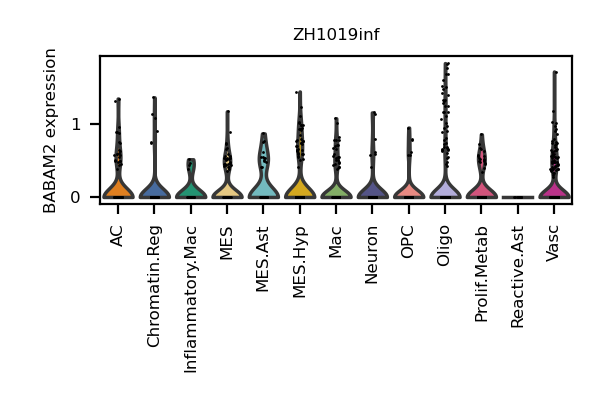 ZH1019inf
BABAM2 expression
1
0
AC
Chromatin.Reg
Inflammatory.Mac
MES
MES.Ast
MES.Hyp
Mac
Neuron
OPC
Oligo
Prolif.Metab
Reactive.Ast
Vasc